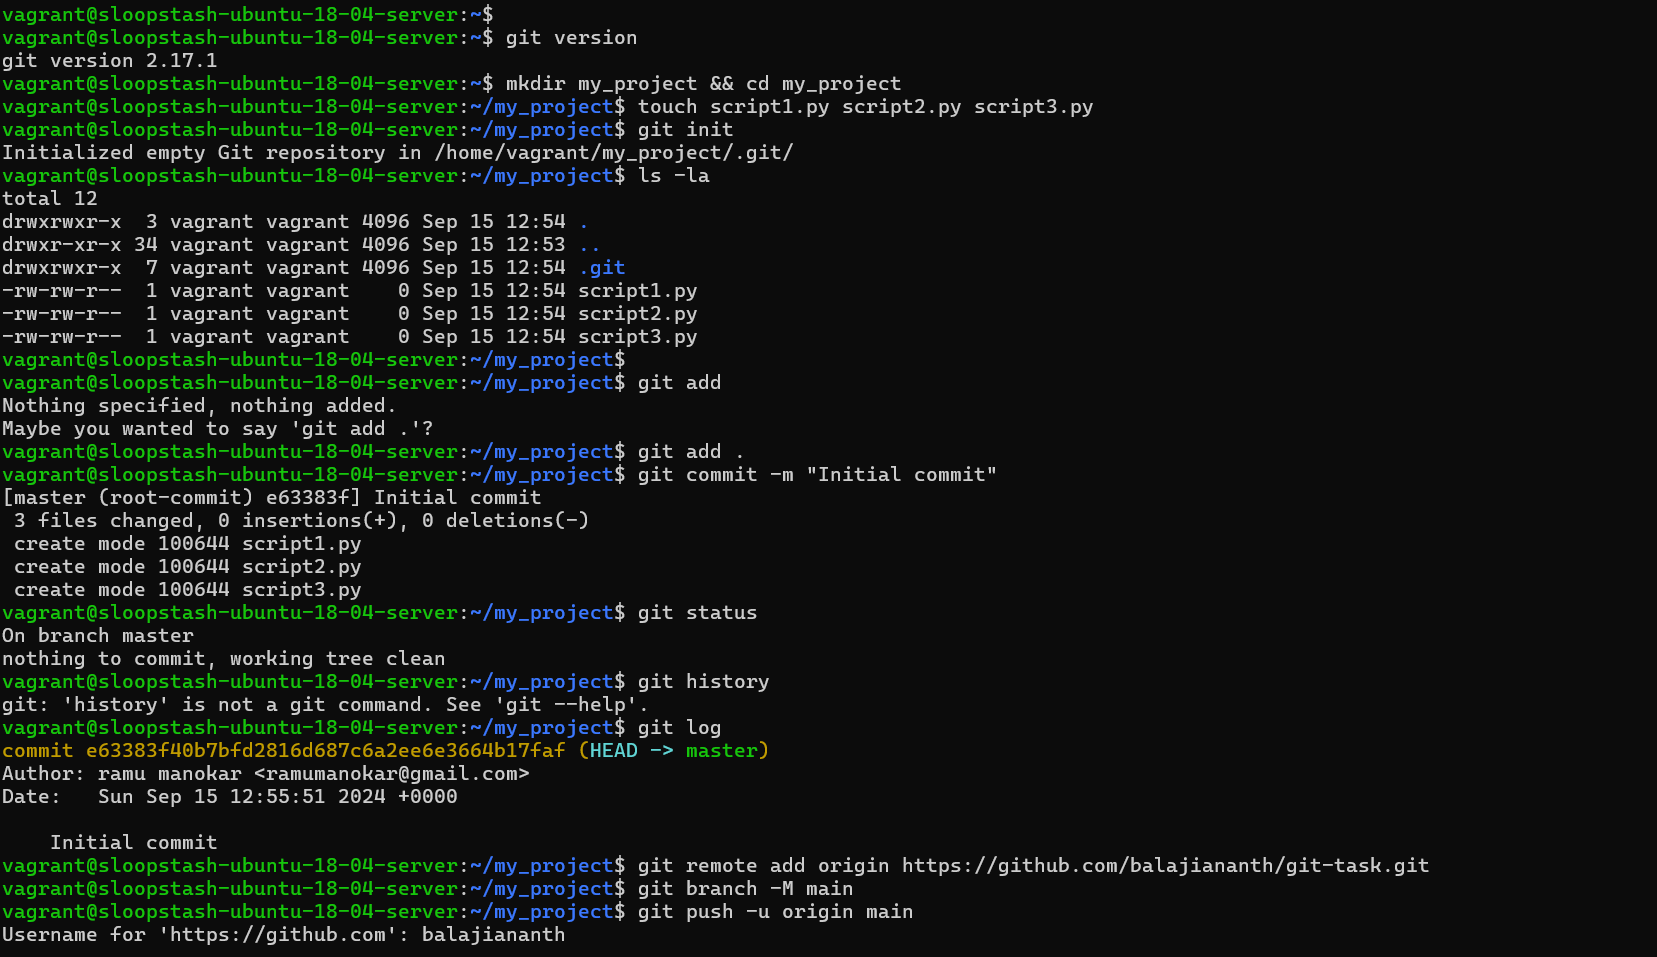 vagrant@sloopstash-ubuntu-18-04-server:~$
vagrant@sloopstash-ubuntu-18-04-server:~$ git version
git version 2.17.1
vagrant@sloopstash-ubuntu-18-04-server:~$ mkdir my_project && cd my_project
vagrant@sloopstash-ubuntu-18-04-server:~/my_project$ touch script1.py script2.py script3.py
vagrant@sloopstash-ubuntu-18-04-server:~/my_project$ git init
Initialized empty Git repository in /home/vagrant/my_project/.git/
vagrant@sloopstash-ubuntu-18-04-server:~/my_project$ ls -la
total 12
drwxrwxr-x  3 vagrant vagrant 4096 Sep 15 12:54 .
drwxr-xr-x 34 vagrant vagrant 4096 Sep 15 12:53 ..
drwxrwxr-x  7 vagrant vagrant 4096 Sep 15 12:54 .git
-rw-rw-r--  1 vagrant vagrant    0 Sep 15 12:54 script1.py
-rw-rw-r--  1 vagrant vagrant    0 Sep 15 12:54 script2.py
-rw-rw-r--  1 vagrant vagrant    0 Sep 15 12:54 script3.py
vagrant@sloopstash-ubuntu-18-04-server:~/my_project$
vagrant@sloopstash-ubuntu-18-04-server:~/my_project$ git add
Nothing specified, nothing added.
Maybe you wanted to say 'git add .'?
vagrant@sloopstash-ubuntu-18-04-server:~/my_project$ git add .
vagrant@sloopstash-ubuntu-18-04-server:~/my_project$ git commit -m "Initial commit"
[master (root-commit) e63383f] Initial commit
 3 files changed, 0 insertions(+), 0 deletions(-)
 create mode 100644 script1.py
 create mode 100644 script2.py
 create mode 100644 script3.py
vagrant@sloopstash-ubuntu-18-04-server:~/my_project$ git status
On branch master
nothing to commit, working tree clean
vagrant@sloopstash-ubuntu-18-04-server:~/my_project$ git history
git: 'history' is not a git command. See 'git --help'.
vagrant@sloopstash-ubuntu-18-04-server:~/my_project$ git log
commit e63383f40b7bfd2816d687c6a2ee6e3664b17faf (HEAD -> master)
Author: ramu manokar <ramumanokar@gmail.com>
Date:   Sun Sep 15 12:55:51 2024 +0000

    Initial commit
vagrant@sloopstash-ubuntu-18-04-server:~/my_project$ git remote add origin https://github.com/balajiananth/git-task.git
vagrant@sloopstash-ubuntu-18-04-server:~/my_project$ git branch -M main
vagrant@sloopstash-ubuntu-18-04-server:~/my_project$ git push -u origin main
Username for 'https://github.com': balajiananth